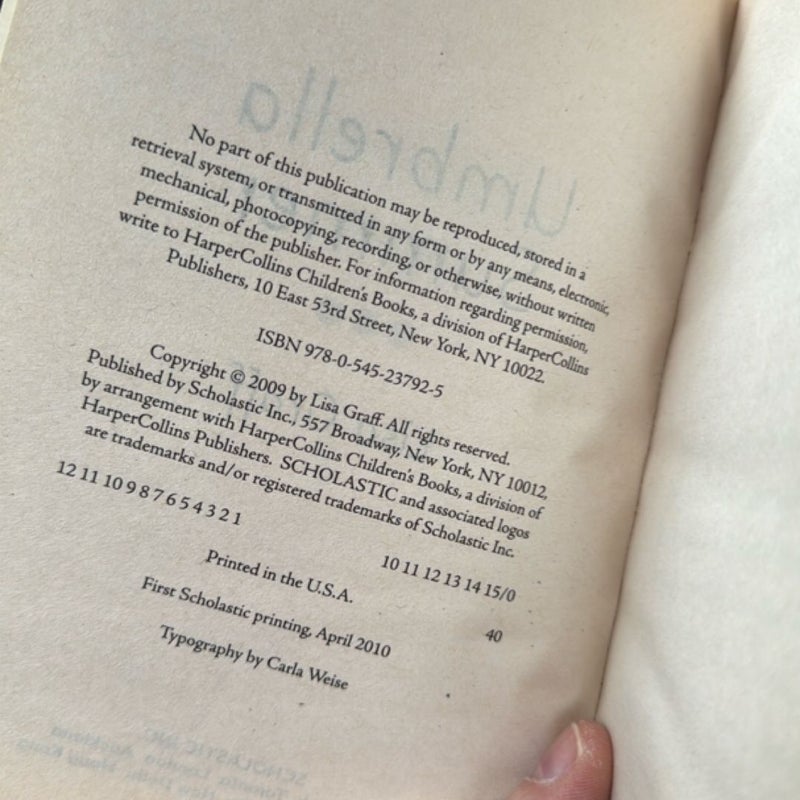 No part of this publication may be reproduced, stored in a
retrieval system, or transmitted in any form or by any means, electronic,
mechanical, photocopying, recording, or otherwise, without written
permission of the publisher. For information regarding permission,
write to HarperCollins Children's Books, a division of HarperCollins
Publishers, 10 East 53rd Street, New York, NY 10022.
ISBN 978-0-545-23792-5
Copyright © 2009 by Lisa Graff. All rights reserved.
Published by Scholastic Inc., 557 Broadway, New York, NY 10012,
by arrangement with HarperCollins Children's Books, a division of
HarperCollins Publishers. SCHOLASTIC and associated logos
are trademarks and/or registered trademarks of Scholastic Inc.
12 11 10 9 8 7 6 5 4 3 2 1
10 11 12 13 14 15/0
Printed in the U.S.A.
40
First Scholastic printing, April 2010
Typography by Carla Weise
Umbrella